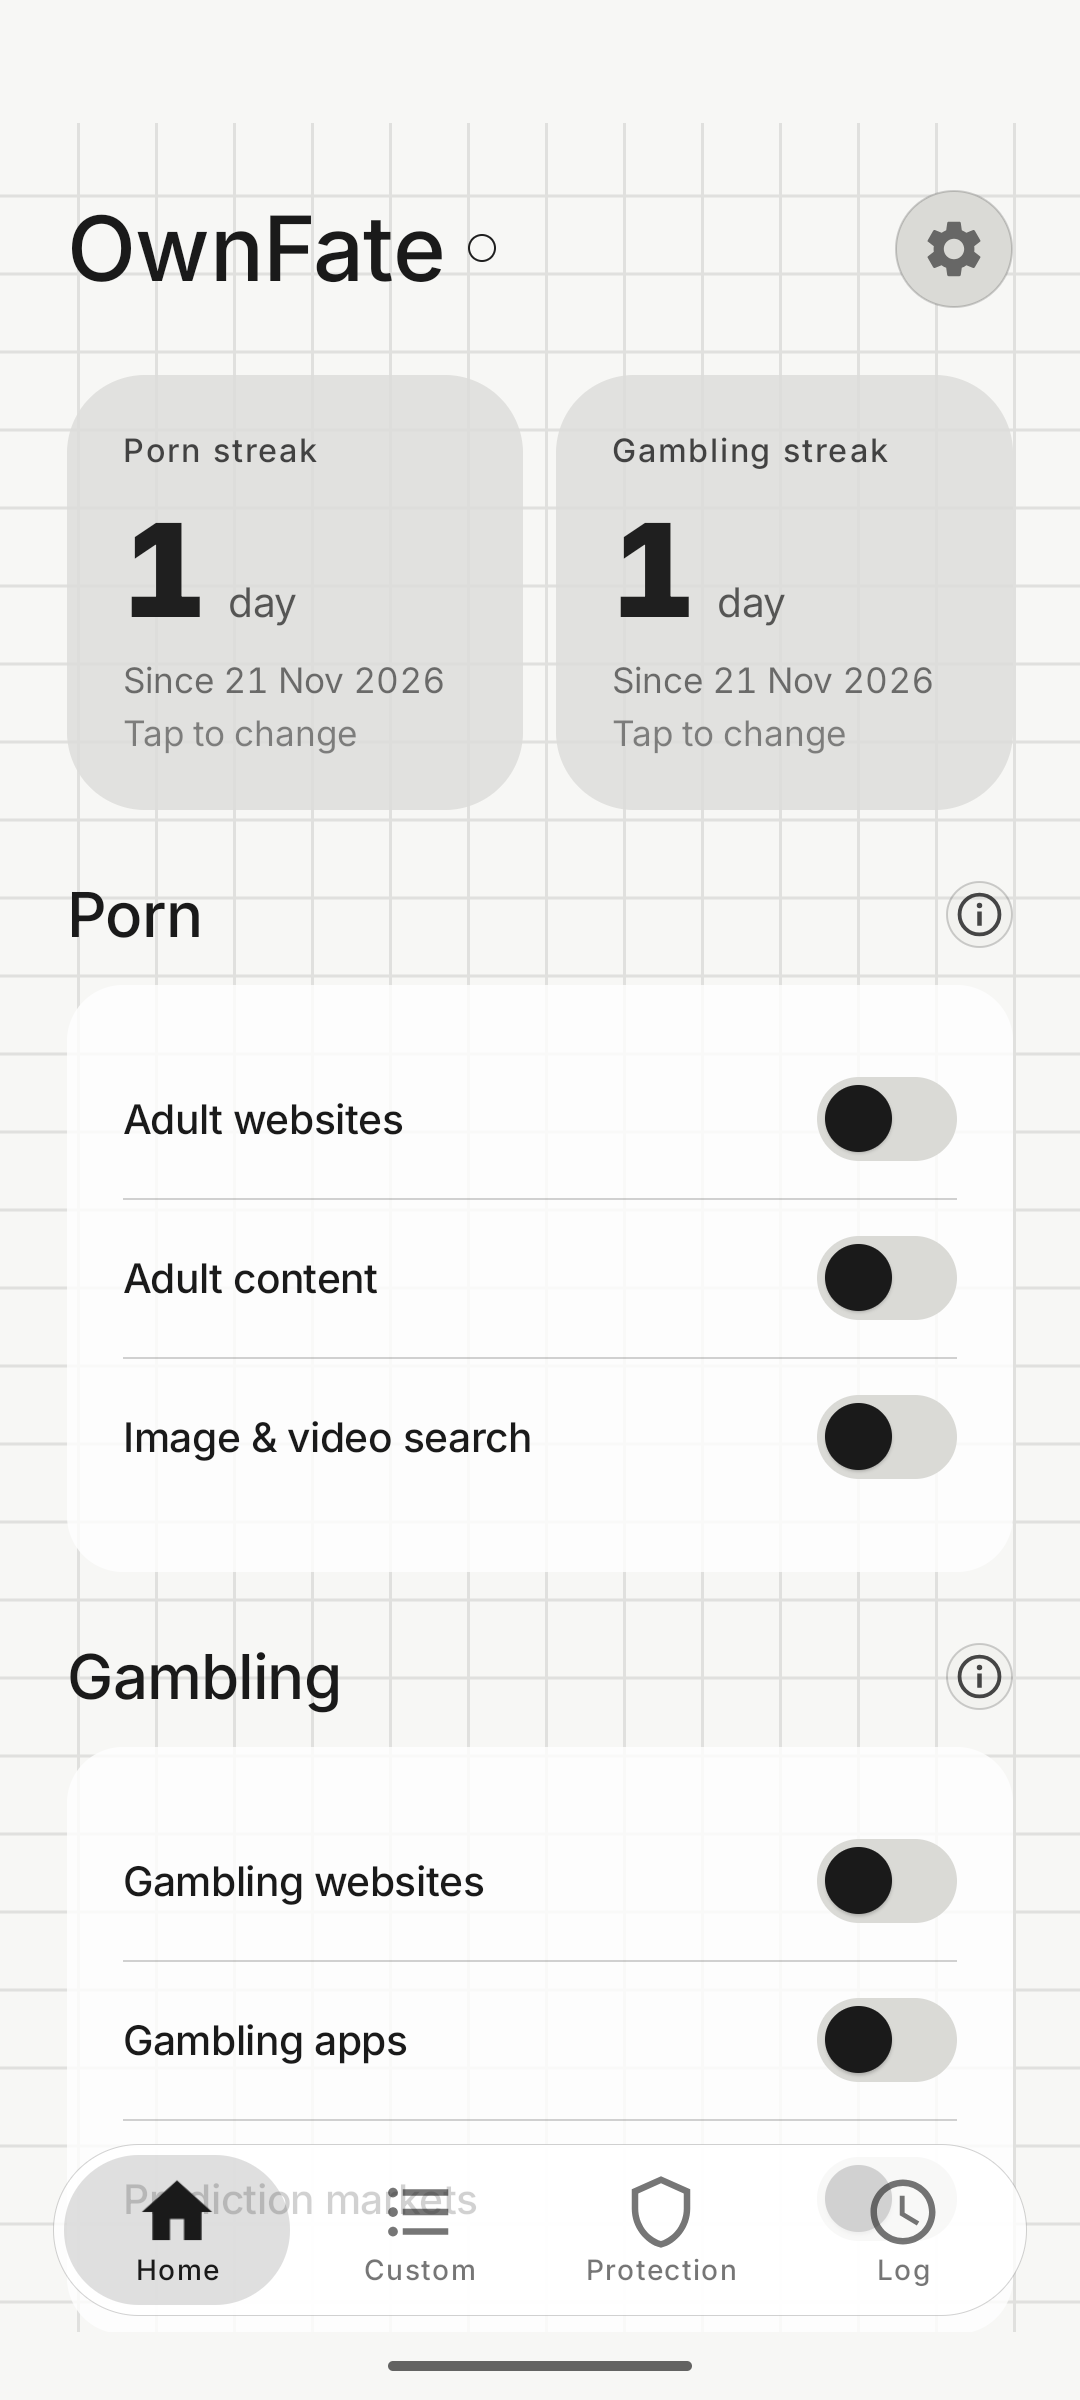 OwnFate
Porn streak
1 day
Since 21 Nov 2026
Tap to change
Gambling streak
1 day
Since 21 Nov 2026
Tap to change
Porn
Adult websites
Adult content
Image & video search
Gambling
Gambling websites
Gambling apps
Prediction markets
Home
Custom
Protection
Log